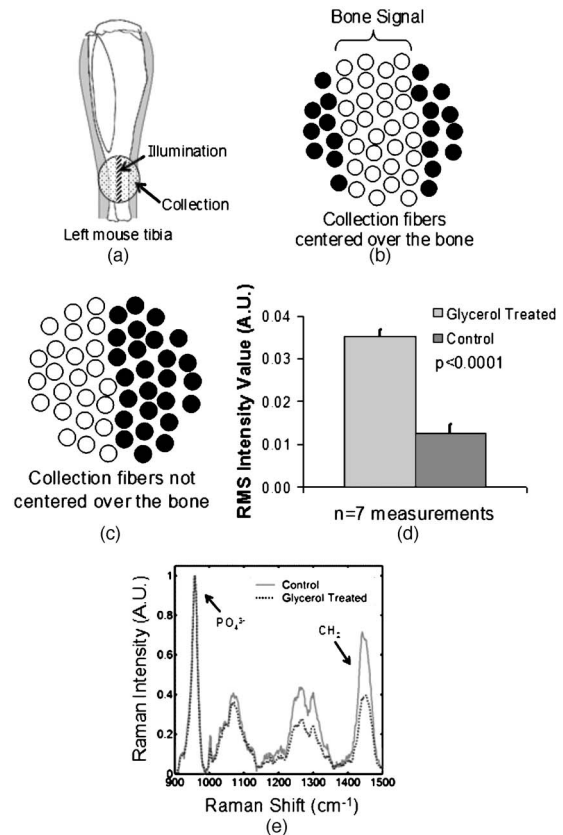 Illumination
Collection
Left mouse tibia
(a)
Bone Signal
Collection fibers
centered over the bone
(b)
Collection fibers not
centered over the bone
(c)
RMS Intensity Value (A.U.)
0.04
0.03
0.02
0.01
0.00
Glycerol Treated
Control
p<0.0001
n=7 measurements
(d)
Raman Intensity (A.U.)
1
0.8
0.6
0.4
0.2
0
Control
Glycerol Treated
PO₄³⁻
CH₂
900 1000 1100 1200 1300 1400 1500
Raman Shift (cm⁻¹)
(e)